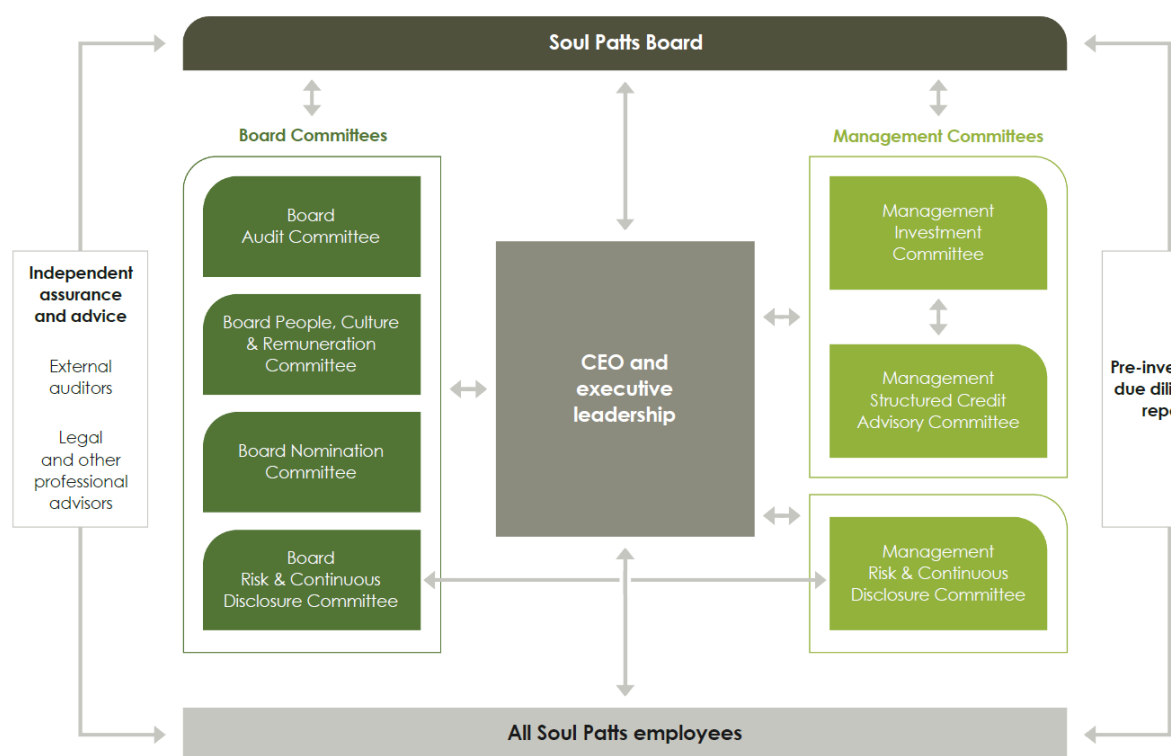 Soul Patts Board
Board Committees
Management Committees
Board
Audit Committee
Board People, Culture
& Remuneration
Committee
Board Nomination
Committee
Board
Risk & Continuous
Disclosure Committee
CEO and
executive
leadership
Management
Investment
Committee
Management
Structured Credit
Advisory Committee
Management
Risk & Continuous
Disclosure Committee
Independent
assurance
and advice
External
auditors
Legal
and other
professional
advisors
due
All Soul Patts employees